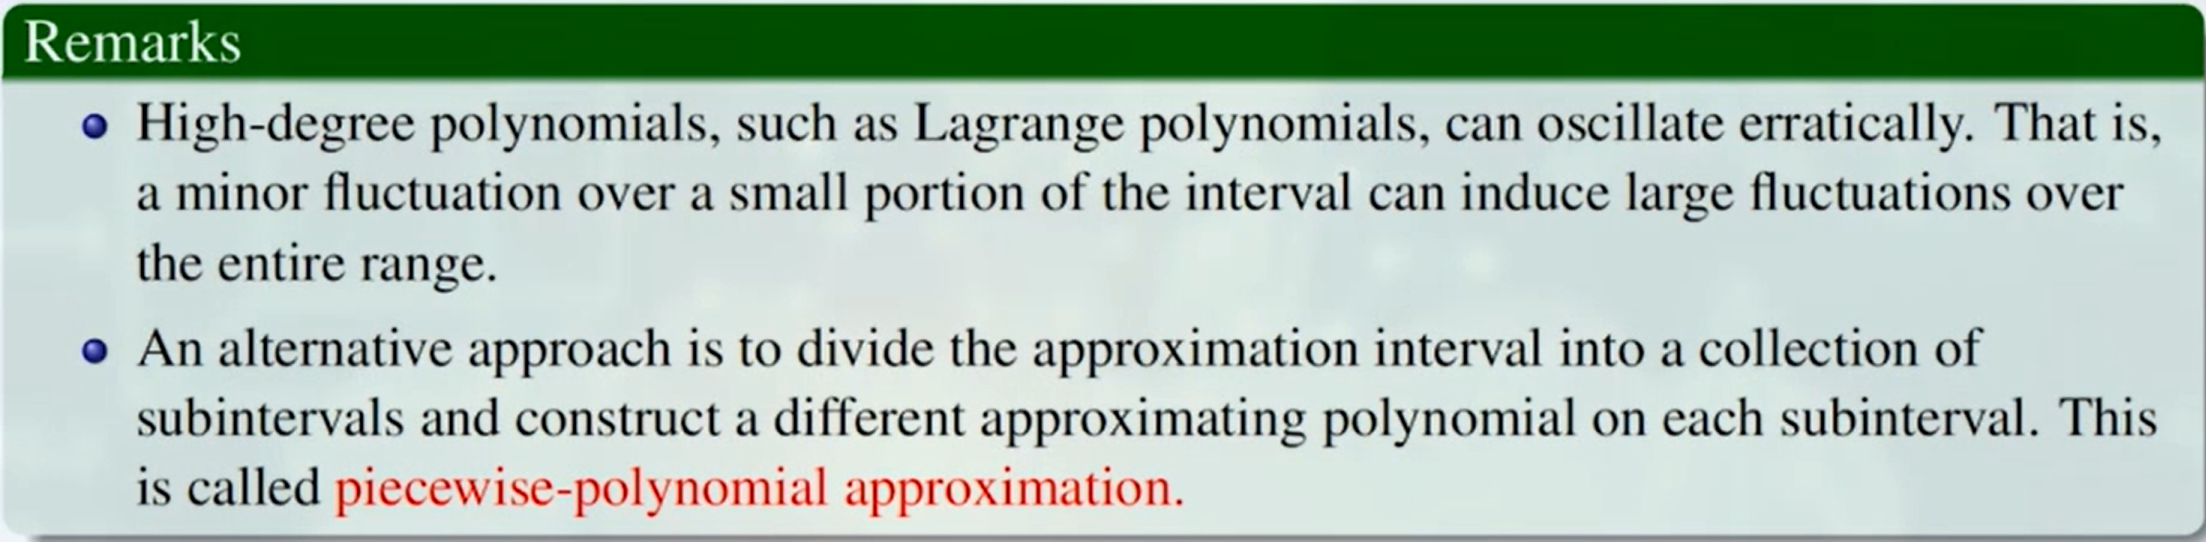 Remarks
High-degree polynomials, such as Lagrange polynomials, can oscillate erratically. That is,
a minor fluctuation over a small portion of the interval can induce large fluctuations over
the entire range.
An alternative approach is to divide the approximation interval into a collection of
subintervals and construct a different approximating polynomial on each subinterval. This
is called piecewise-polynomial approximation.